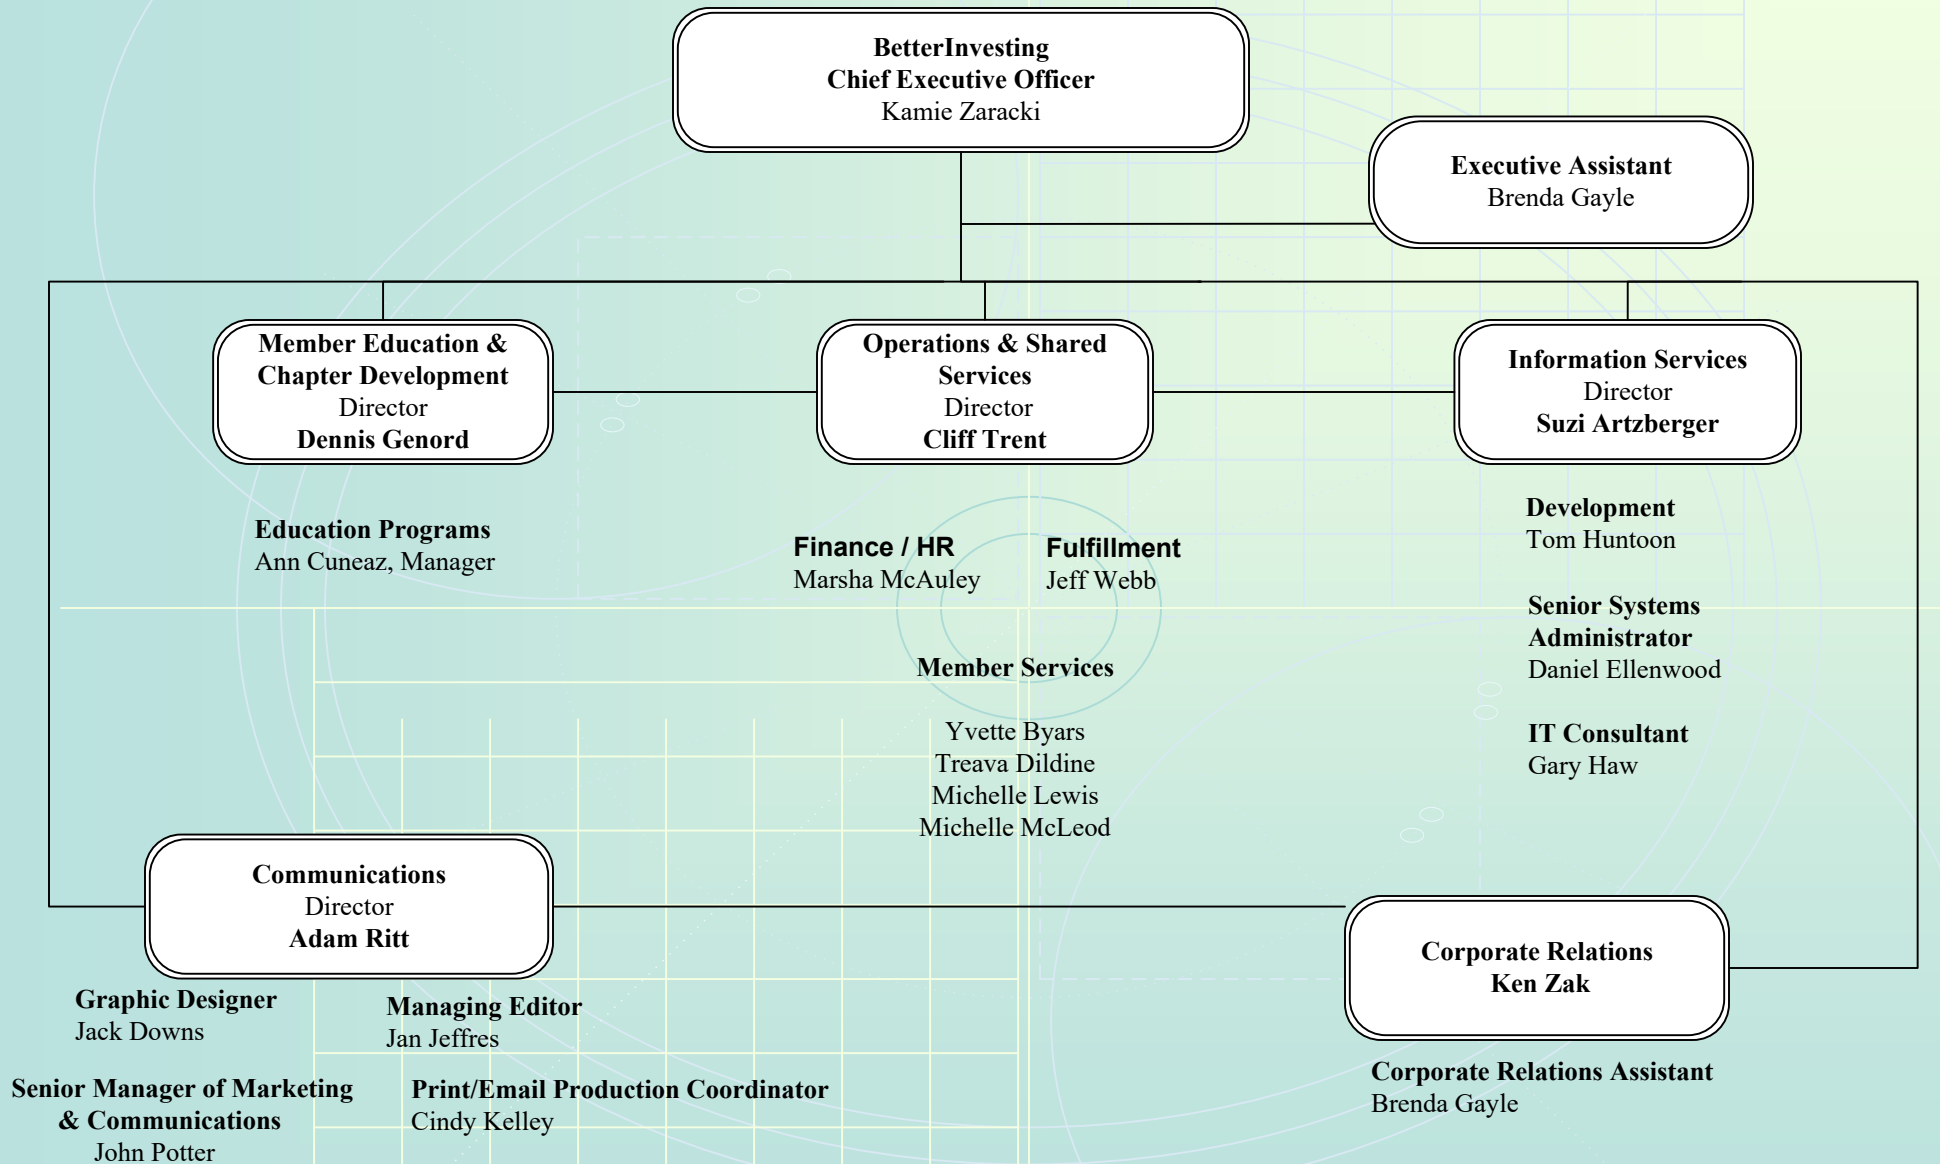 BetterInvesting
Chief Executive Officer
Kamie Zaracki
Executive Assistant
Brenda Gayle
Member Education &
Chapter Development
Director
Dennis Genord
Operations & Shared
Services
Director
Cliff Trent
Information Services
Director
Suzi Artzberger
Education Programs
Ann Cuneaz, Manager
Finance / HR
Marsha McAuley
Fulfillment
Jeff Webb
Development
Tom Huntoon
Senior Systems
Administrator
Daniel Ellenwood
IT Consultant
Gary Haw
Member Services
Yvette Byars
Treava Dildine
Michelle Lewis
Michelle McLeod
Communications
Director
Adam Ritt
Corporate Relations
Ken Zak
Graphic Designer
Jack Downs
Managing Editor
Jan Jeffres
Senior Manager of Marketing
& Communications
John Potter
Print/Email Production Coordinator
Cindy Kelley
Corporate Relations Assistant
Brenda Gayle